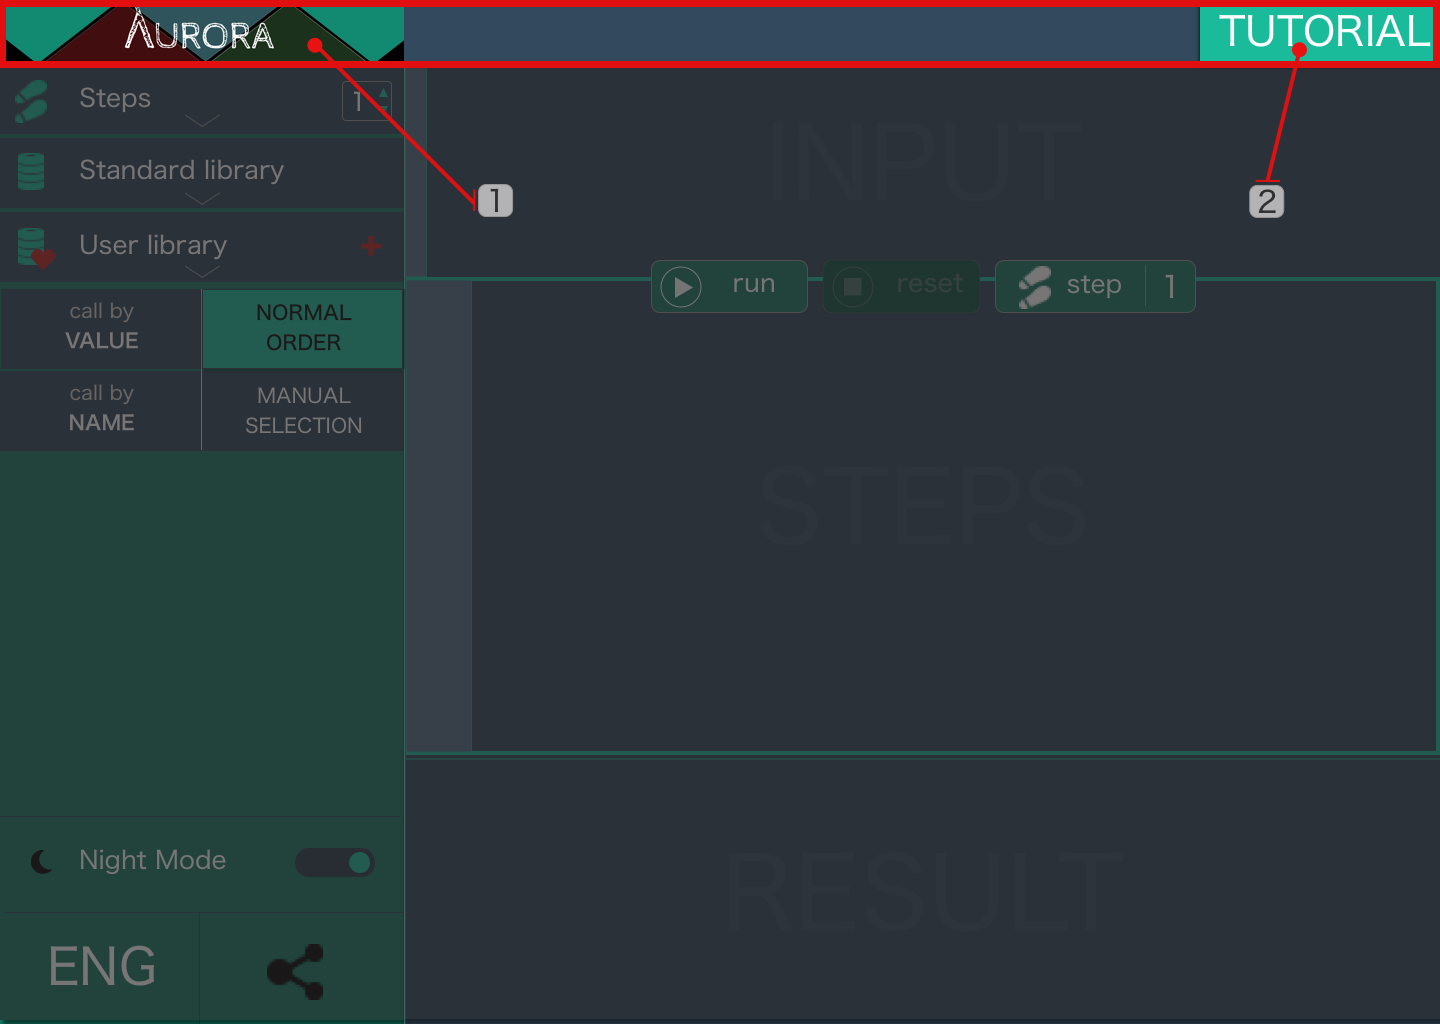 AURORA
TUTORIAL
Steps
1
Standard library
User library
call by
VALUE
NORMAL
ORDER
call by
NAME
MANUAL
SELECTION
Night Mode
ENG
INPUT
1
2
run
reset
step
1
STEPS
RESULT